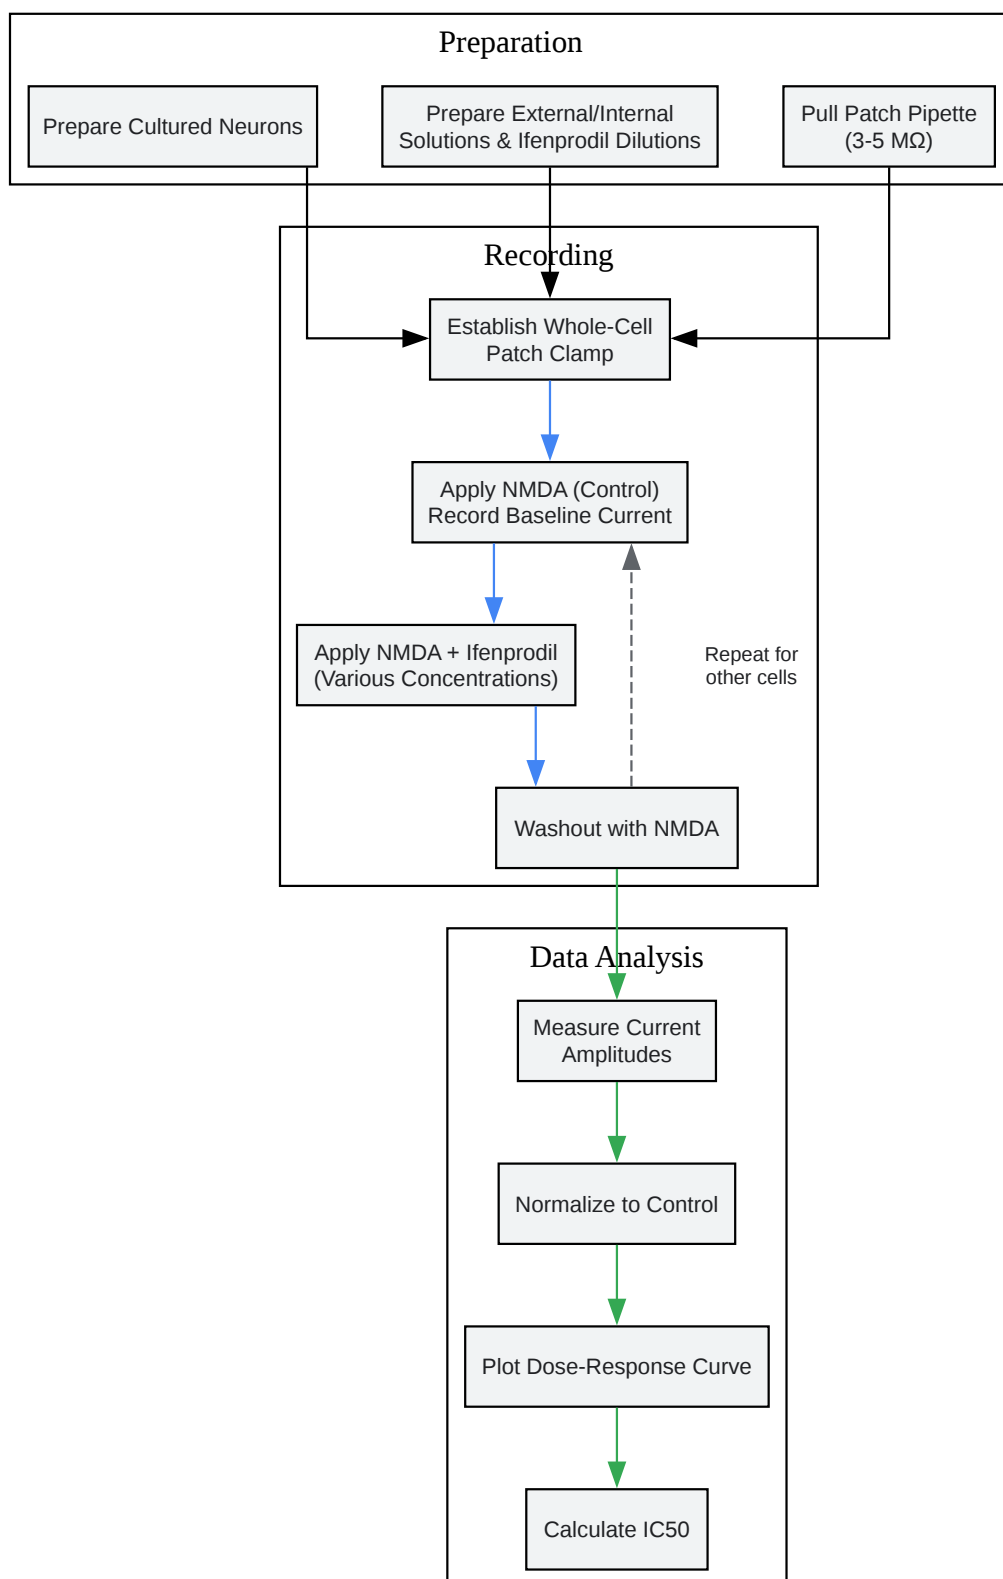 Preparation
Prepare Cultured Neurons
Prepare External/Internal
Solutions & Ifenprodil Dilutions
Pull Patch Pipette
(3-5 MΩ)
Recording
Establish Whole-Cell
Patch Clamp
Apply NMDA (Control)
Record Baseline Current
Apply NMDA + Ifenprodil
(Various Concentrations)
Repeat for
other cells
Washout with NMDA
Data Analysis
Measure Current
Amplitudes
Normalize to Control
Plot Dose-Response Curve
Calculate IC50